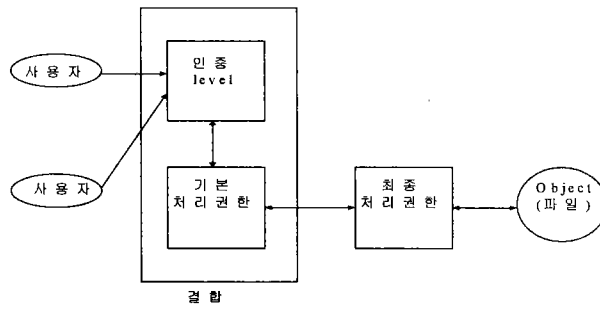 사 용 자
인 증
level
사 용 자
기 본
처 리 권 한
최 종
처 리 권 한
Object
(파 일)
결 합